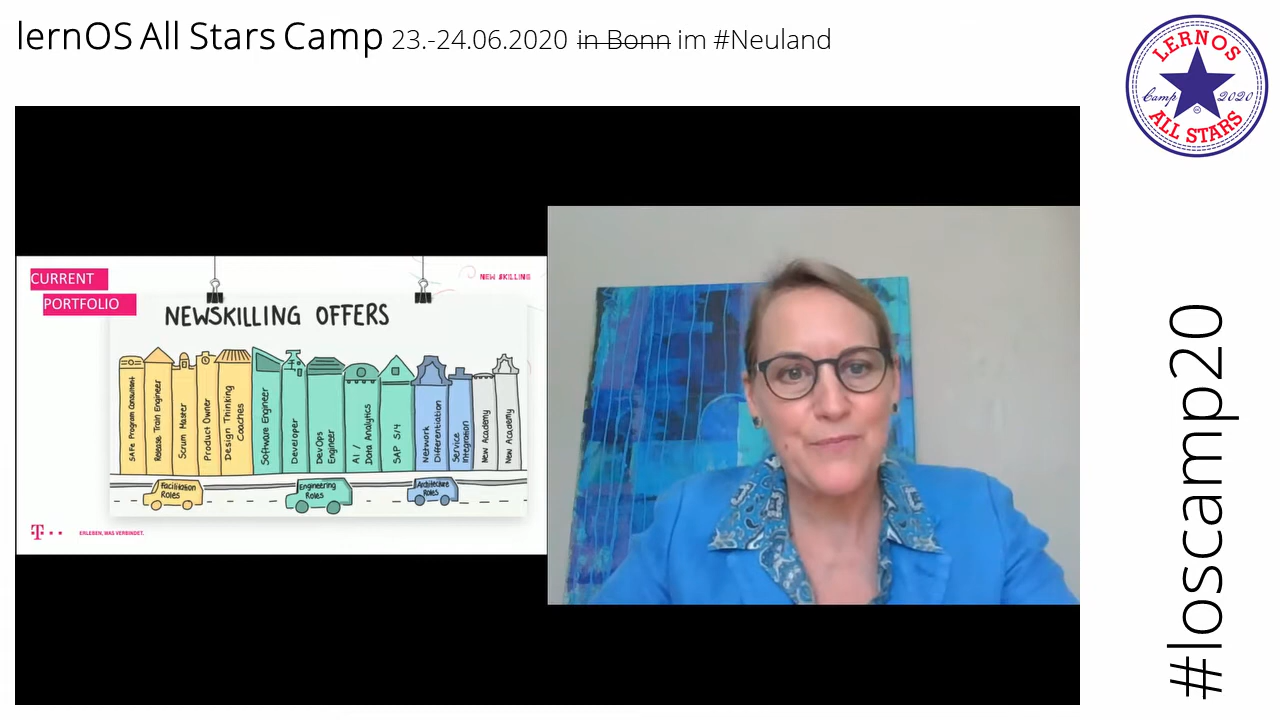 lernOS All Stars Camp 23.-24.06.2020 in Bonn im #Neuland
LERNOS
Camp 2020
ALL STARS
#loscamp20
CURRENT
PORTFOLIO
NEW SKILLING
NEWSKILLING OFFERS
SAFe Program Consultant
Release Train Engineer
Scrum Master
Product Owner
Design Thinking
Coaches
Software Engineer
Developer
DevOps
Engineer
AI /
Data Analytics
SAP S/4
Network
Differentiation
Service
Integration
New Academy
New Academy
Facilitation
Roles
Engineering
Roles
Architecture
Roles
T
ERLEBEN, WAS VERBINDET.